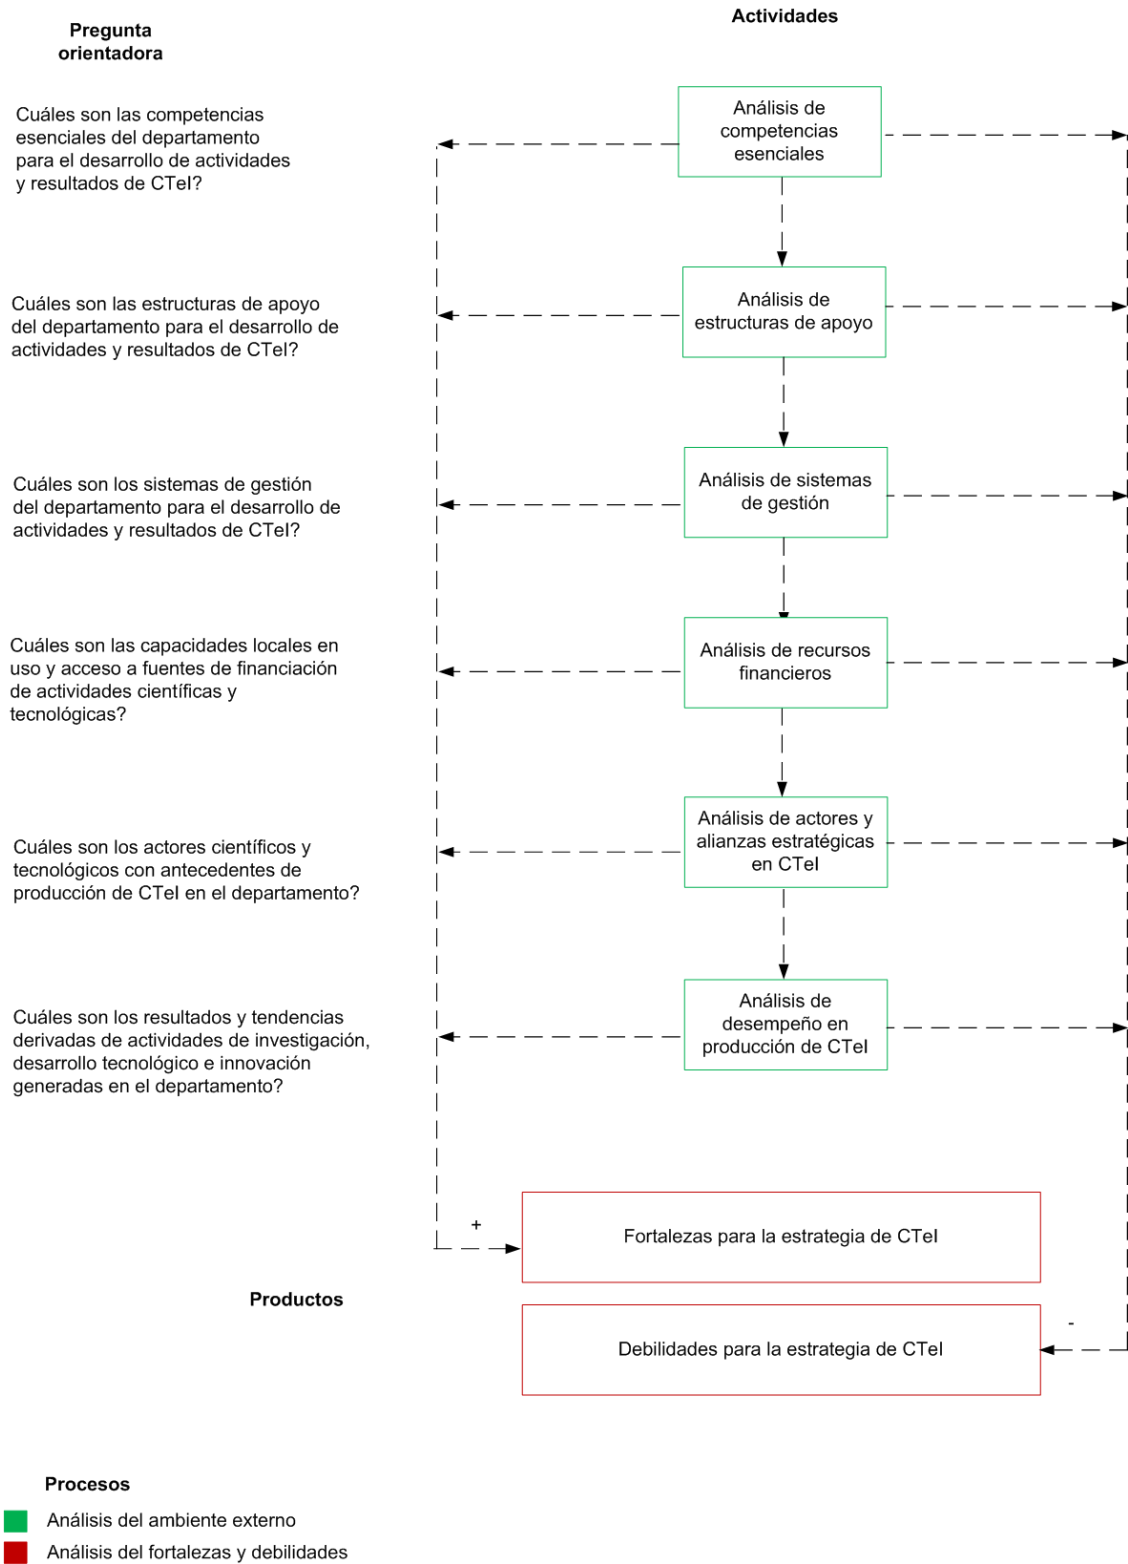 Actividades
Pregunta
orientadora
Cuáles son las competencias
esenciales del departamento
para el desarrollo de actividades
y resultados de CTeI?
Análisis de
competencias
esenciales
Cuáles son las estructuras de apoyo
del departamento para el desarrollo de
actividades y resultados de CTeI?
Análisis de
estructuras de apoyo
Cuáles son los sistemas de gestión
del departamento para el desarrollo de
actividades y resultados de CTeI?
Análisis de sistemas
de gestión
Cuáles son las capacidades locales en
uso y acceso a fuentes de financiación
de actividades científicas y
tecnológicas?
Análisis de recursos
financieros
Cuáles son los actores científicos y
tecnológicos con antecedentes de
producción de CTeI en el departamento?
Análisis de actores y
alianzas estratégicas
en CTeI
Cuáles son los resultados y tendencias
derivadas de actividades de investigación,
desarrollo tecnológico e innovación
generadas en el departamento?
Análisis de
desempeño en
producción de CTeI
+
Fortalezas para la estrategia de CTeI
Productos
-
Debilidades para la estrategia de CTeI
Procesos
Análisis del ambiente externo
Análisis del fortalezas y debilidades